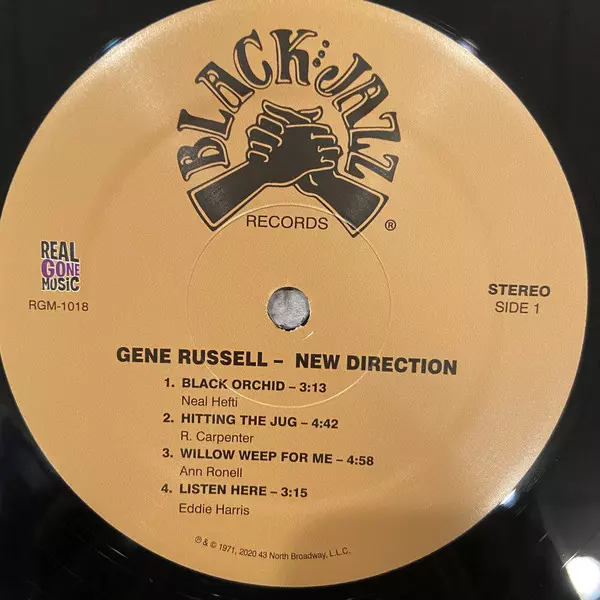 BLACK JAZZ
RECORDS ®
REAL
GONE
MUSIC
RGM-1018
STEREO
SIDE 1
GENE RUSSELL – NEW DIRECTION
1. BLACK ORCHID – 3:13
Neal Hefti
2. HITTING THE JUG – 4:42
R. Carpenter
3. WILLOW WEEP FOR ME – 4:58
Ann Ronell
4. LISTEN HERE – 3:15
Eddie Harris
℗ & © 1971, 2020 43 North Broadway, L.L.C.